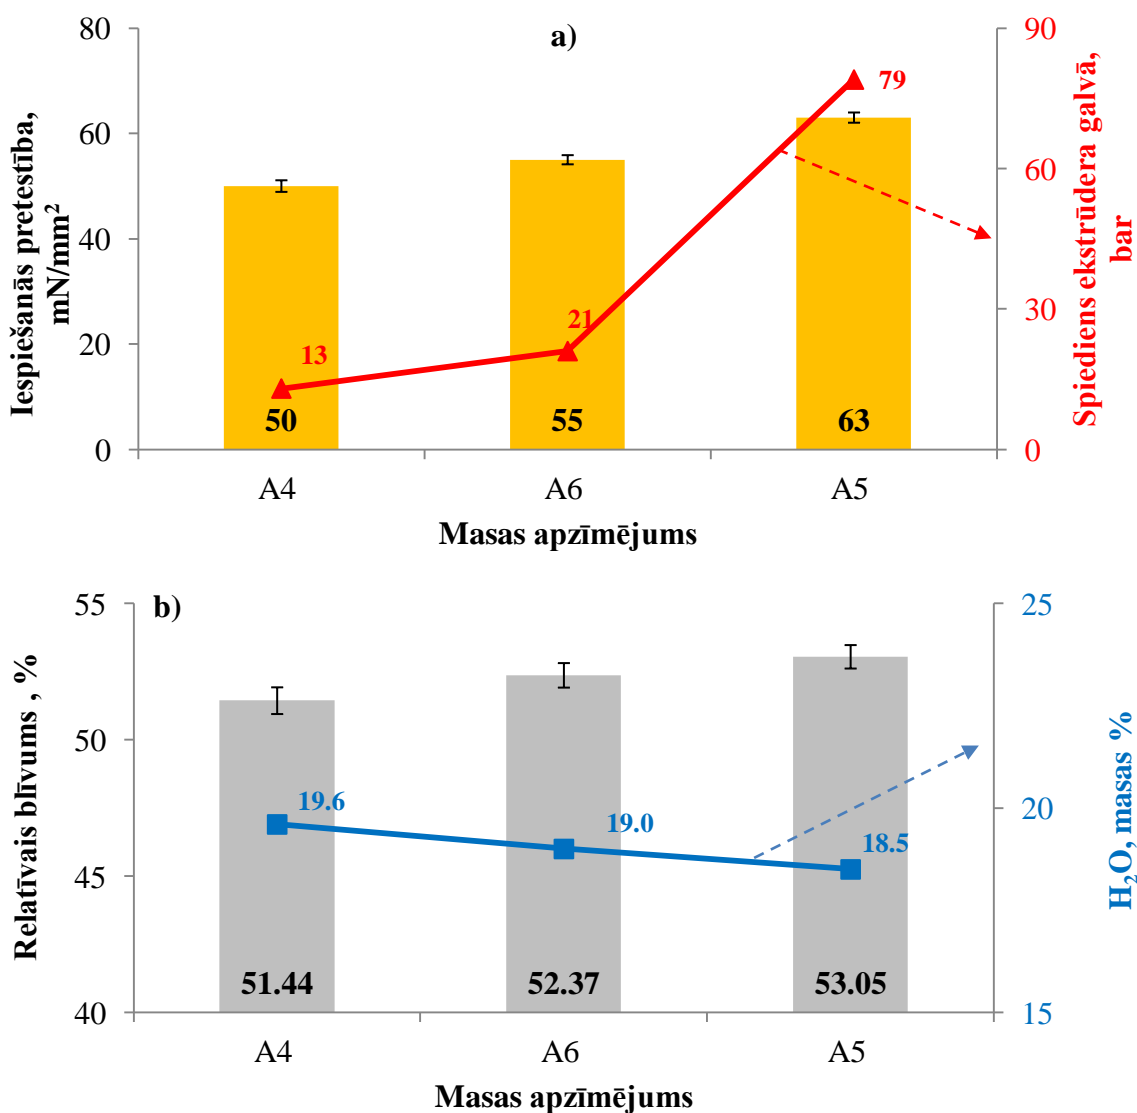 a)
Iespiešanās pretestība,
mN/mm²
80
60
40
20
0
90
60
30
0
Spiediens ekstrūdera galvā,
bar
13
21
79
50
55
63
A4
A6
A5
Masas apzīmējums
b)
Relatīvais blīvums , %
55
50
45
40
25
20
15
H₂O, masas %
19.6
19.0
18.5
51.44
52.37
53.05
A4
A6
A5
Masas apzīmējums